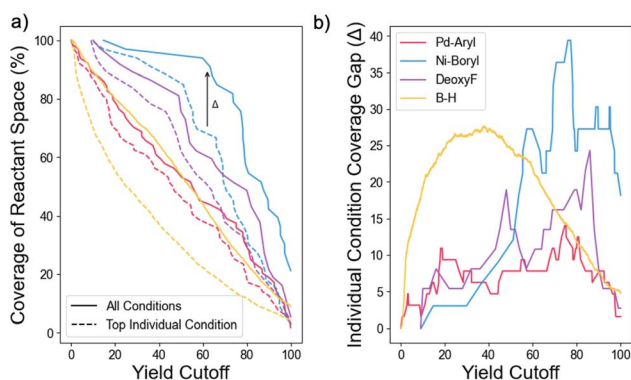 a)
Coverage of Reactant Space (%)
100
80
60
40
20
0
Δ
All Conditions
Top Individual Condition
0 20 40 60 80 100
Yield Cutoff
b)
Individual Condition Coverage Gap (Δ)
40
35
30
25
20
15
10
5
0
Pd-Aryl
Ni-Boryl
DeoxyF
B-H
0 20 40 60 80 100
Yield Cutoff